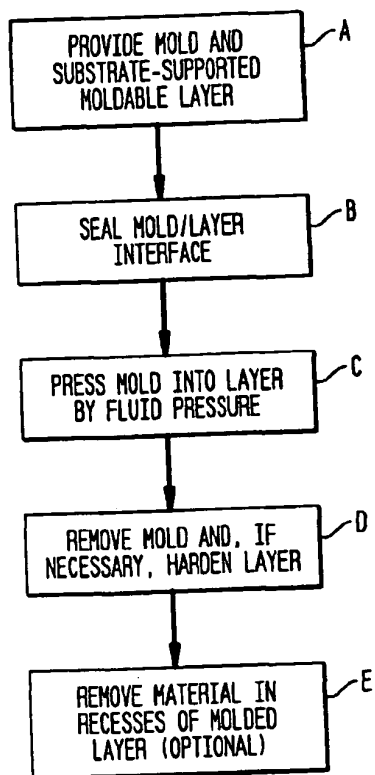 PROVIDE MOLD AND
SUBSTRATE-SUPPORTED
MOLDABLE LAYER
A
SEAL MOLD/LAYER
INTERFACE
B
PRESS MOLD INTO LAYER
BY FLUID PRESSURE
C
REMOVE MOLD AND, IF
NECESSARY, HARDEN LAYER
D
REMOVE MATERIAL IN
RECESSES OF MOLDED
LAYER (OPTIONAL)
E